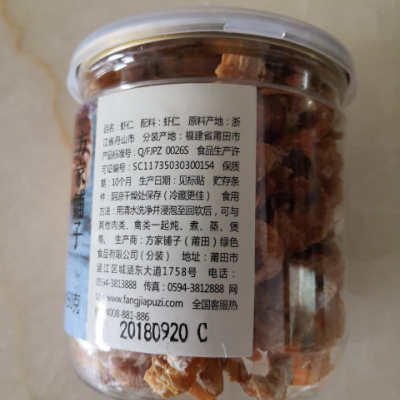 品名：虾仁 配料：虾仁 原料产地：浙
江省舟山市 分装产地：福建省莆田市
产品标准号：Q/FJPZ 0026S 食品生产许
可证编号：SC11735030300154 保质
期：10个月 生产日期：见标贴 贮存条
件：阴凉干燥处保存（冷藏更佳） 食用
方法：用清水洗净并浸泡至回软后，可与
其他肉类、禽类一起炖、煮、蒸、煲
等。 生产商：方家铺子（莆田）绿色
食品有限公司（分装） 地址：莆田市
荔江区城涵东大道1758号 电话：
0594-3813888 传真：0594-3812888 网
www.fangjiapuzi.com 全国客服热
4008-881-886
20180920 C
家铺子
50克